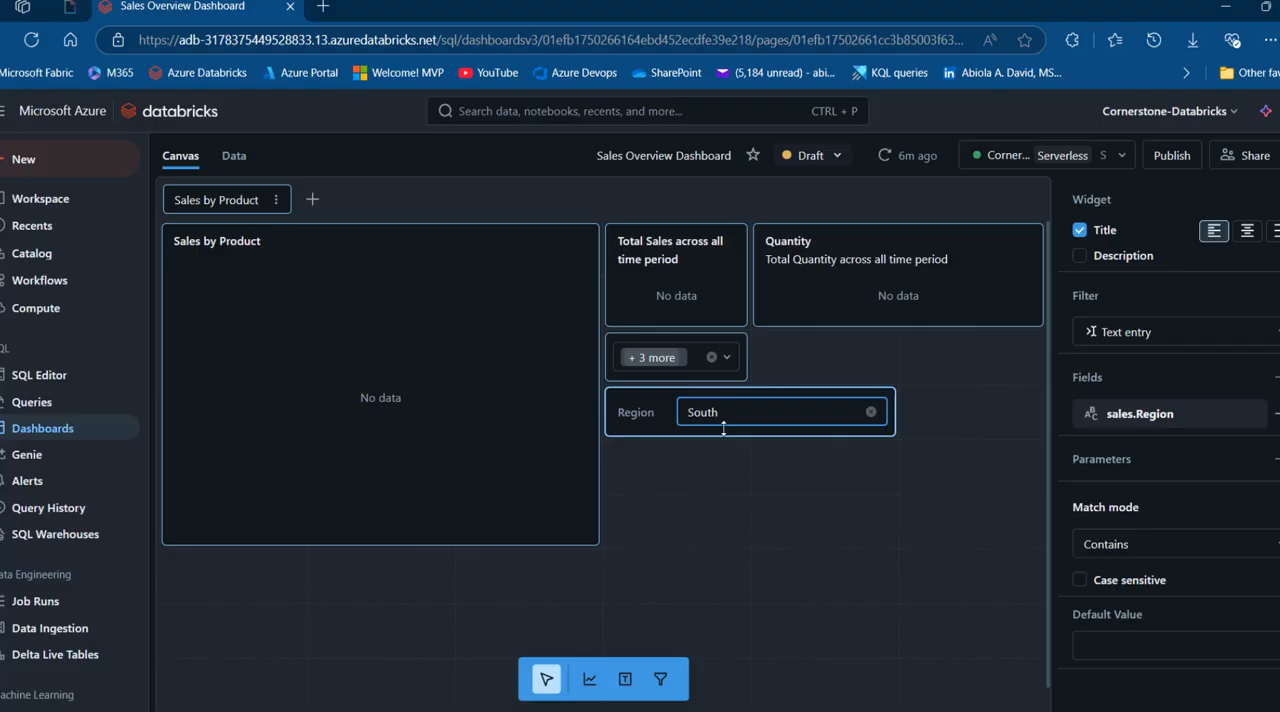 Sales Overview Dashboard
https://adb-3178375449528833.13.azuredatabricks.net/sql/dashboardsv3/01efb1750266164ebd452ecdfe39e218/pages/01efb17502661cc3b85003f63...
Microsoft Fabric M365 Azure Databricks Azure Portal Welcome! MVP YouTube Azure Devops SharePoint (5,184 unread) - abi... KQL queries Abiola A. David, MS... Other fav
Microsoft Azure databricks Search data, notebooks, recents, and more... CTRL + P Cornerstone-Databricks
New
Canvas Data Sales Overview Dashboard Draft 6m ago Corner... Serverless S Publish Share
Workspace
Recents
Catalog
Workflows
Compute
QL
SQL Editor
Queries
Dashboards
Genie
Alerts
Query History
SQL Warehouses
ata Engineering
Job Runs
Data Ingestion
Delta Live Tables
achine Learning
Sales by Product
Sales by Product
No data
Total Sales across all
time period
No data
Quantity
Total Quantity across all time period
No data
+ 3 more
Region South
Widget
Title
Description
Filter
Text entry
Fields
sales.Region
Parameters
Match mode
Contains
Case sensitive
Default Value